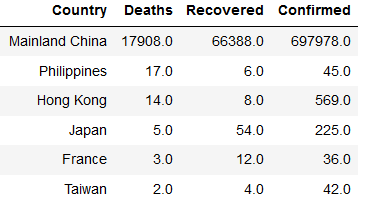 Country Deaths Recovered Confirmed
Mainland China 17908.0 66388.0 697978.0
Philippines 17.0 6.0 45.0
Hong Kong 14.0 8.0 569.0
Japan 5.0 54.0 225.0
France 3.0 12.0 36.0
Taiwan 2.0 4.0 42.0